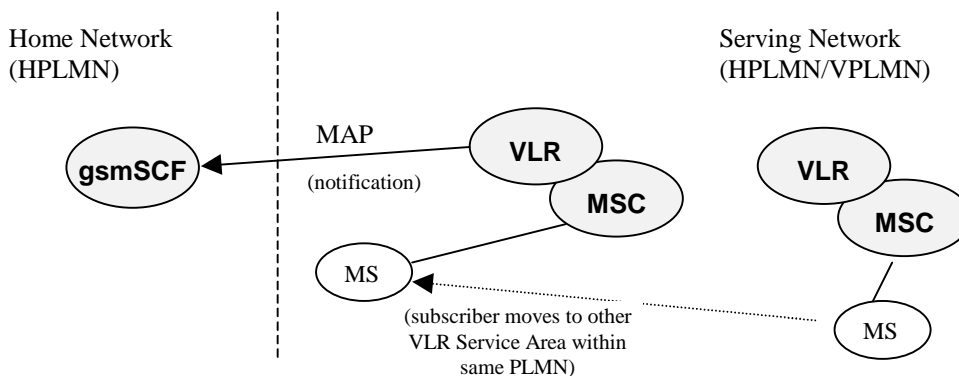 Home Network
(HPLMN)
Serving Network
(HPLMN/VPLMN)
MAP
(notification)
gsmSCF
VLR
MSC
VLR
MSC
MS
MS
(subscriber moves to other
VLR Service Area within
same PLMN)